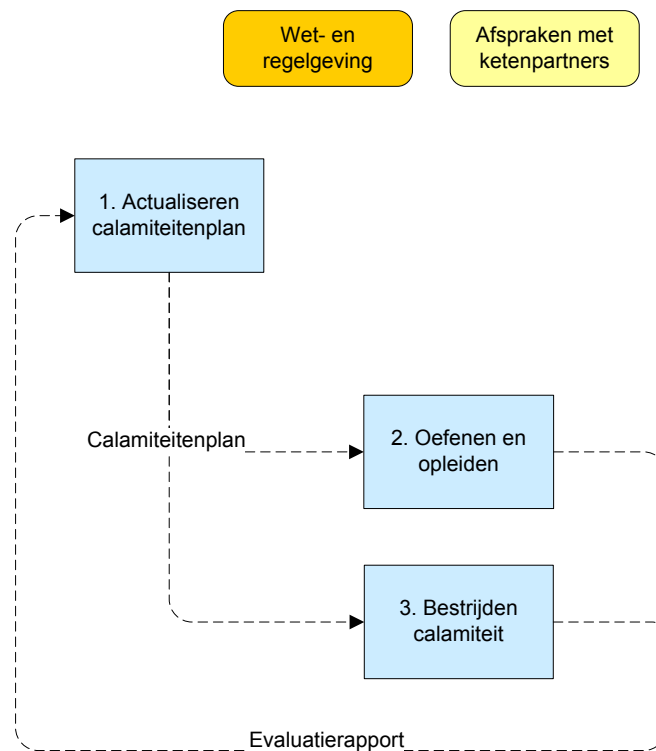 Wet- en
regelgeving
Afspraken met
ketenpartners
1. Actualiseren
calamiteitenplan
Calamiteitenplan
2. Oefenen en
opleiden
3. Bestrijden
calamiteit
Evaluatierapport